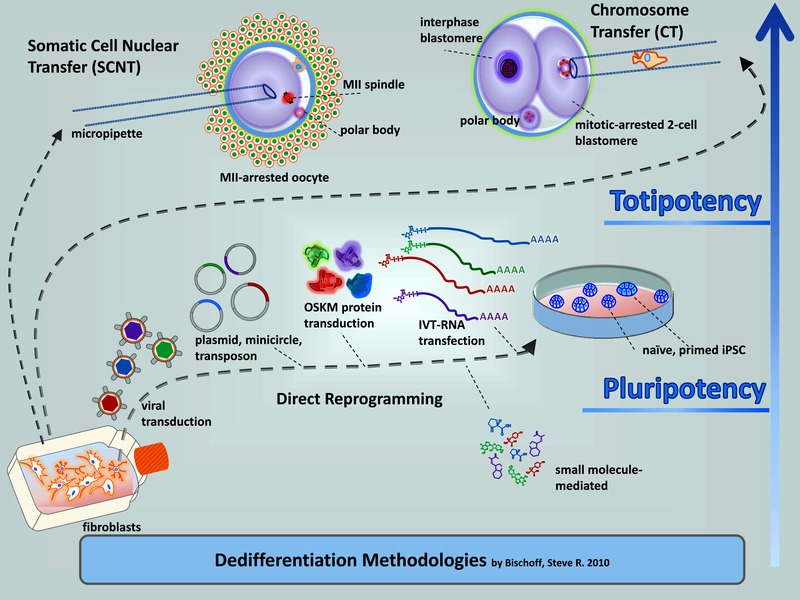 Somatic Cell Nuclear
Transfer (SCNT)
micropipette
MII spindle
polar body
MII-arrested oocyte
interphase
blastomere
Chromosome
Transfer (CT)
polar body
mitotic-arrested 2-cell
blastomere
Totipotency
AAAA
AAAA
AAAA
AAAA
OSKM protein
transduction
IVT-RNA
transfection
plasmid, minicircle,
transposon
naïve, primed iPSC
Pluripotency
Direct Reprogramming
viral
transduction
small molecule-
mediated
fibroblasts
Dedifferentiation Methodologies by Bischoff, Steve R. 2010